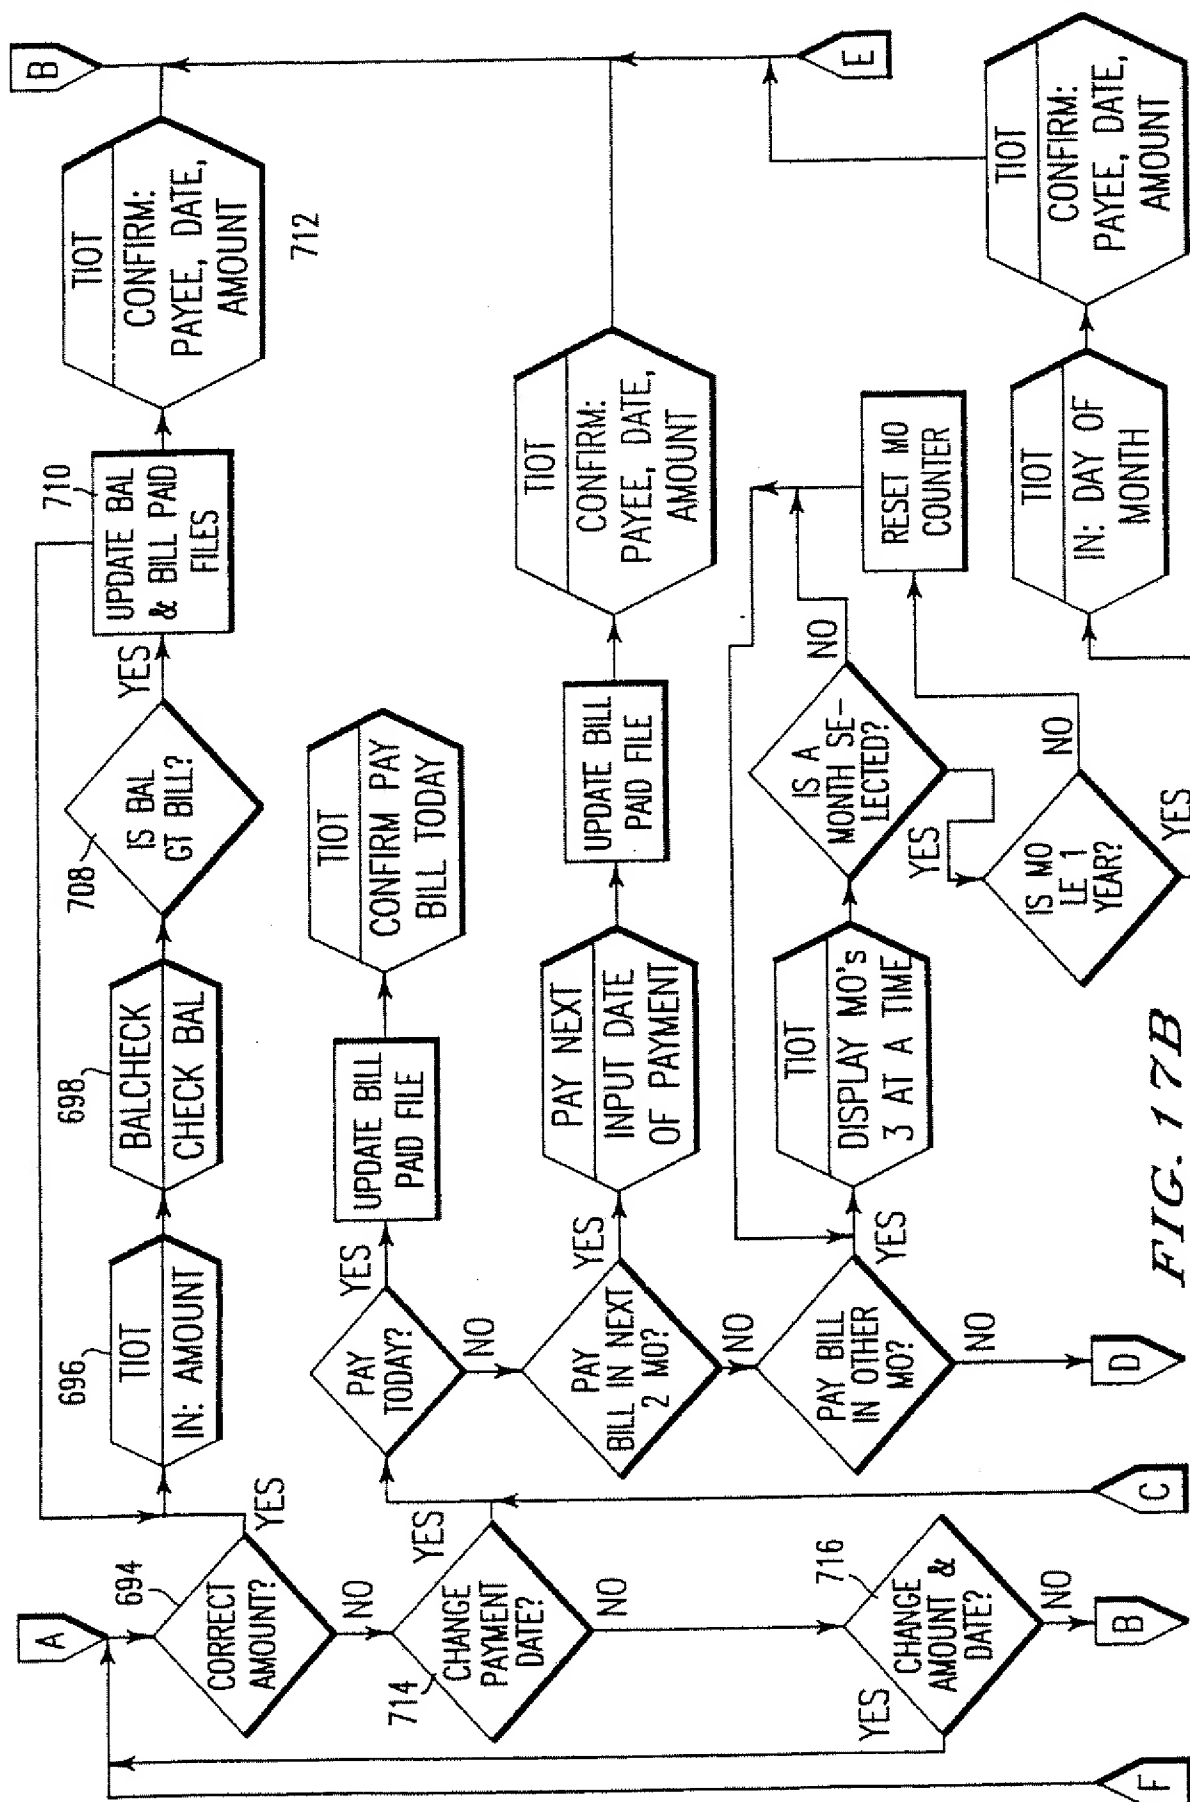 A
694
CORRECT
AMOUNT?
YES
NO
696
TIOT
IN: AMOUNT
698
BALCHECK
CHECK BAL
708
IS BAL
GT BILL?
YES
710
UPDATE BAL
& BILL PAID
FILES
TIOT
CONFIRM:
PAYEE, DATE,
AMOUNT
712
B
714
CHANGE
PAYMENT
DATE?
YES
NO
PAY
TODAY?
YES
NO
UPDATE BILL
PAID FILE
TIOT
CONFIRM PAY
BILL TODAY
PAY
BILL IN NEXT
2 MO?
YES
NO
PAY NEXT
INPUT DATE
OF PAYMENT
UPDATE BILL
PAID FILE
TIOT
CONFIRM:
PAYEE, DATE,
AMOUNT
716
CHANGE
AMOUNT &
DATE?
YES
NO
PAY BILL
IN OTHER
MO?
YES
NO
TIOT
DISPLAY MO's
3 AT A TIME
IS A
MONTH SE-
LECTED?
NO
YES
RESET MO
COUNTER
E
IS MO
LE 1
YEAR?
NO
YES
TIOT
IN: DAY OF
MONTH
TIOT
CONFIRM:
PAYEE, DATE,
AMOUNT
F
B
C
D
FIG. 17B